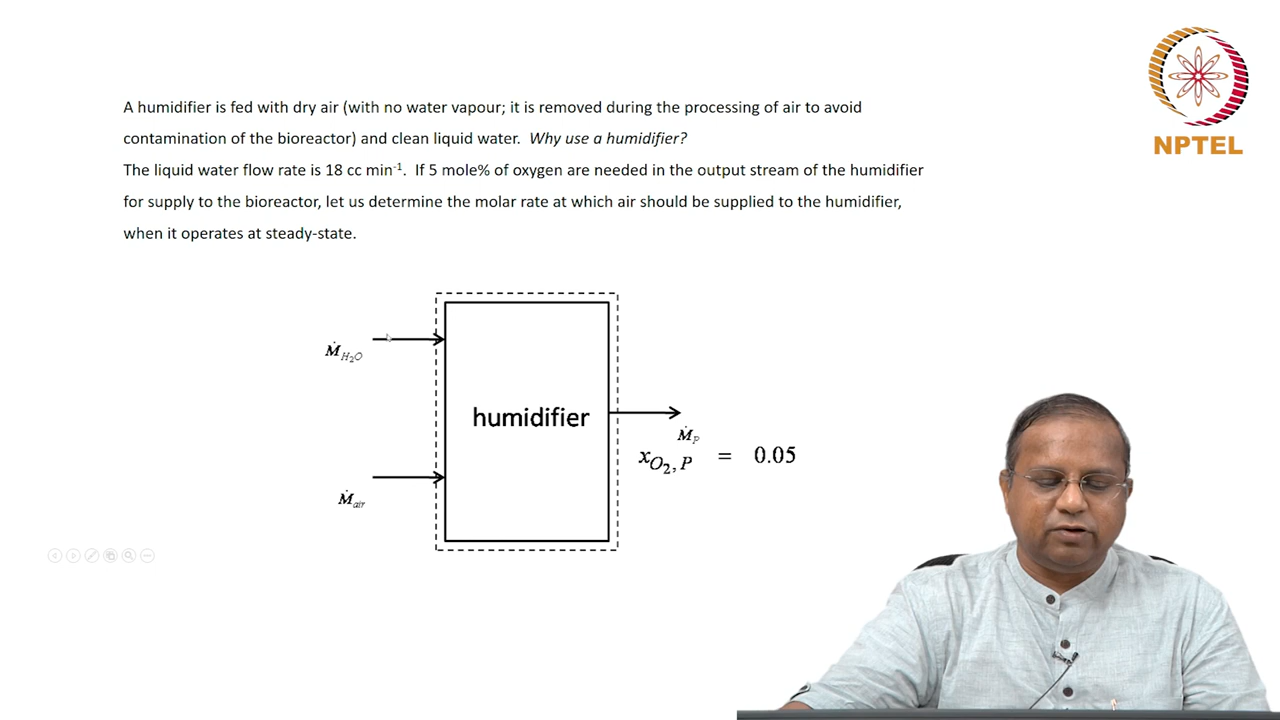 A humidifier is fed with dry air (with no water vapour; it is removed during the processing of air to avoid
contamination of the bioreactor) and clean liquid water. Why use a humidifier?
The liquid water flow rate is 18 cc min⁻¹. If 5 mole% of oxygen are needed in the output stream of the humidifier
for supply to the bioreactor, let us determine the molar rate at which air should be supplied to the humidifier,
when it operates at steady-state.
NPTEL
Ṁ_H₂O
humidifier
Ṁ_P
x_O₂,P = 0.05
Ṁ_air